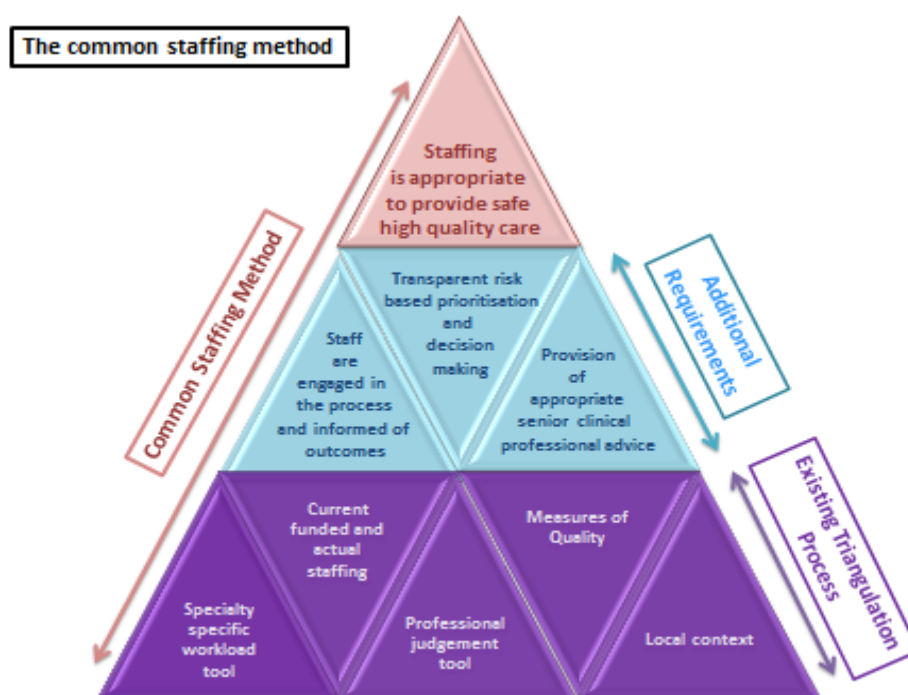 The common staffing method
Staffing
is appropriate
to provide safe
high quality care
Common Staffing Method
Additional
Requirements
Transparent risk
based prioritisation
and
decision
making
Staff
are
engaged in
the process
and informed of
outcomes
Provision
of
appropriate
senior clinical
professional advice
Existing Triangulation
Process
Current
funded and
actual
staffing
Measures of
Quality
Specialty
specific
workload
tool
Professional
judgement
tool
Local context